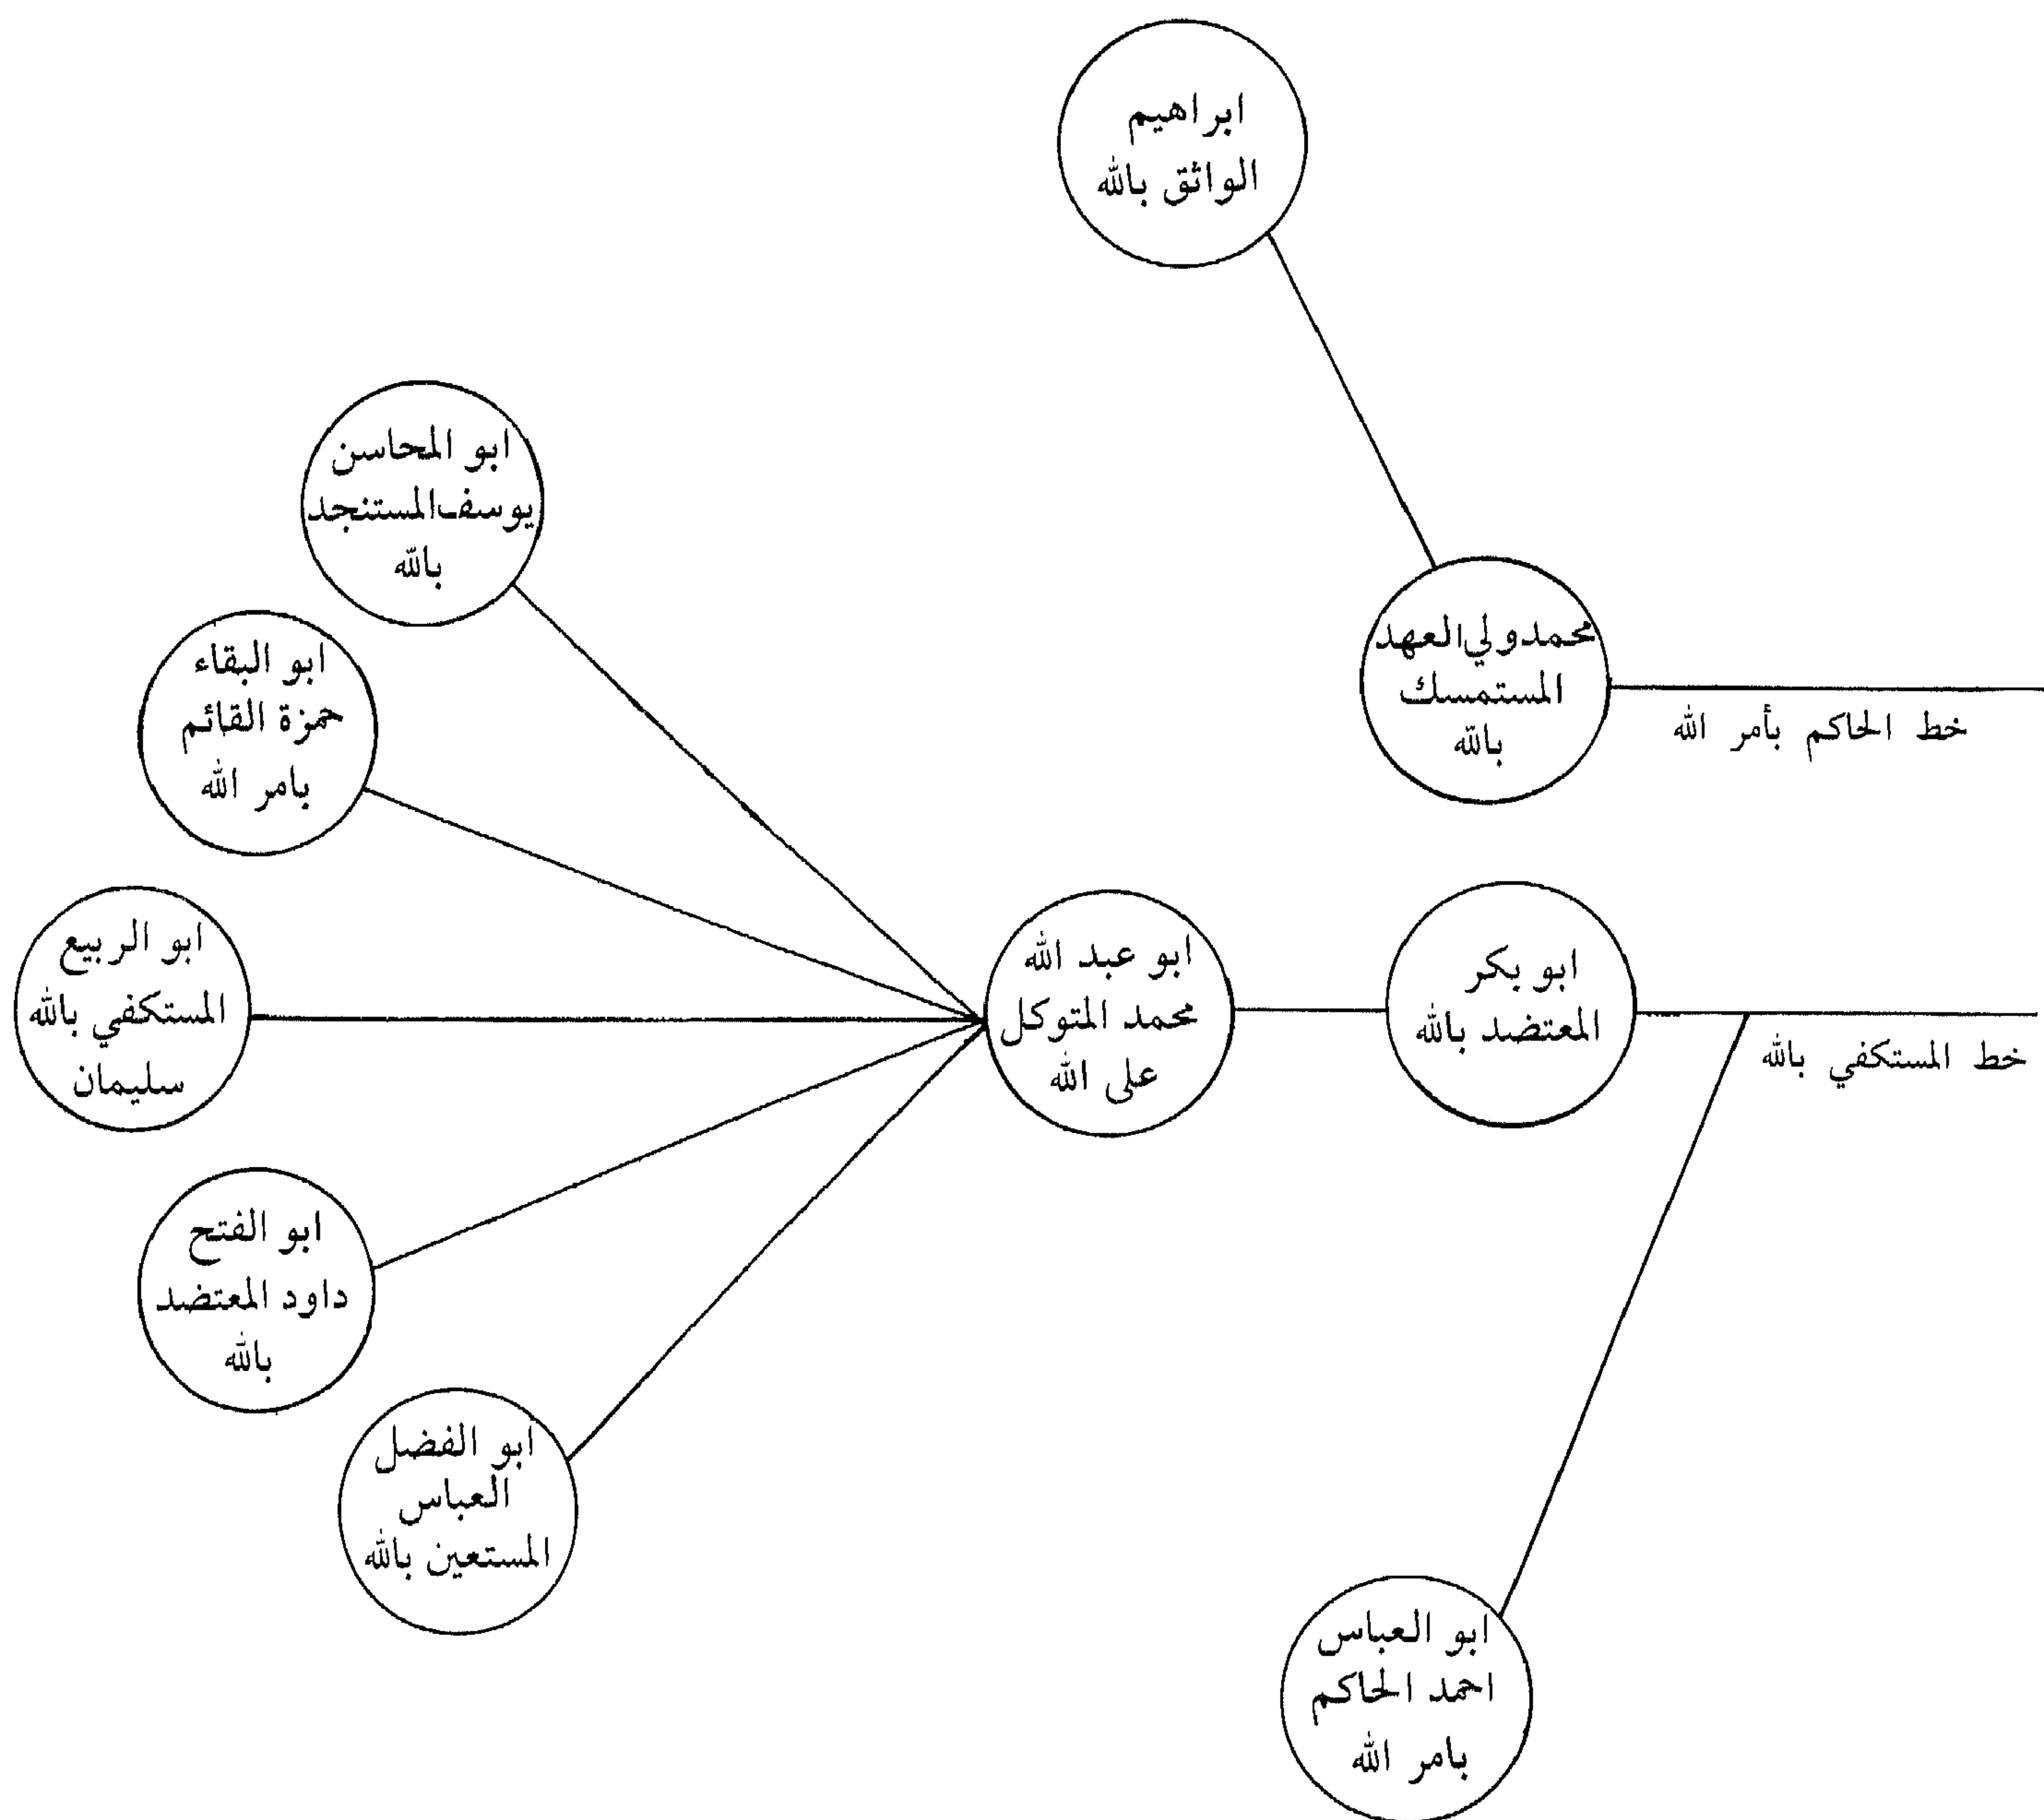 ابراهيم
الواثق بالله
محمدولي العهد
المستمسك
بالله
خط الحاكم بأمر الله
ابو المحاسن
يوسف المستنجد
بالله
ابو البقاء
حمزة القائم
بامر الله
ابو الربيع
المستكفي بالله
سليمان
ابو الفتح
داود المعتضد
بالله
ابو الفضل
العباس
المستعين بالله
ابو عبد الله
محمد المتوكل
على الله
ابو بكر
المعتضد بالله
خط المستكفي بالله
ابو العباس
احمد الحاكم
بامر الله